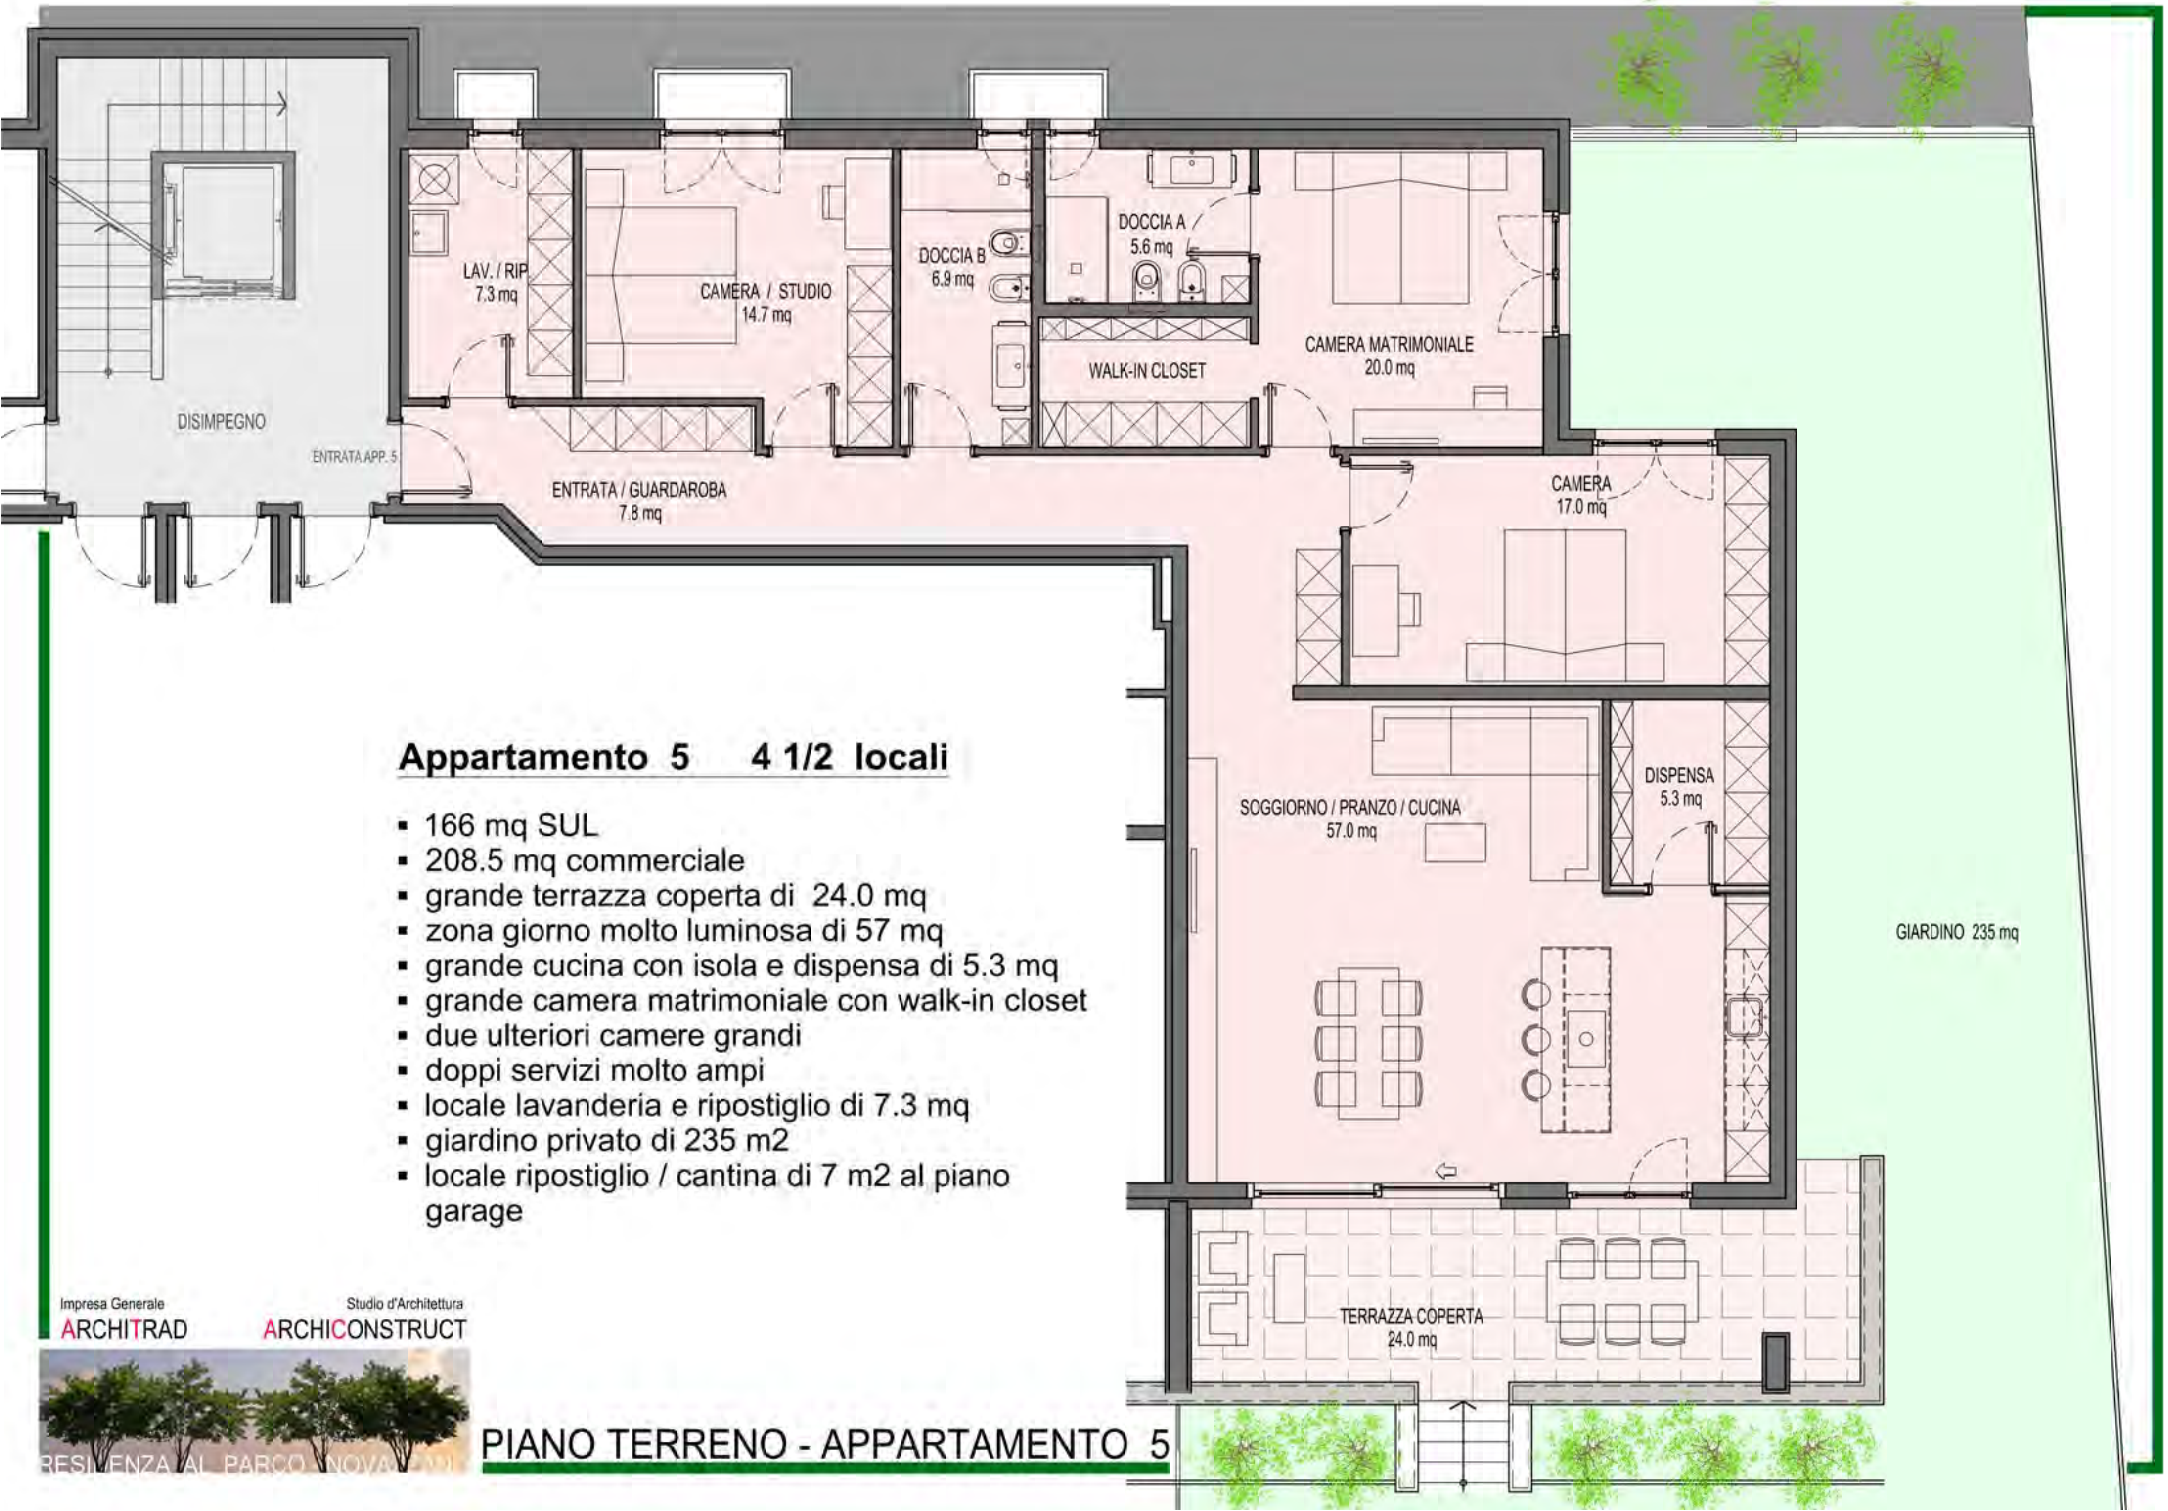 DOCCIA A
5.6 mq
DOCCIA B
6.9 mq
LAV. / RIP.
7.3 mq
CAMERA / STUDIO
14.7 mq
CAMERA MATRIMONIALE
20.0 mq
WALK-IN CLOSET
DISIMPEGNO
ENTRATA APP. 5
ENTRATA / GUARDAROBA
7.8 mq
CAMERA
17.0 mq
Appartamento 5 4 1/2 locali
▪ 166 mq SUL
▪ 208.5 mq commerciale
▪ grande terrazza coperta di 24.0 mq
▪ zona giorno molto luminosa di 57 mq
▪ grande cucina con isola e dispensa di 5.3 mq
▪ grande camera matrimoniale con walk-in closet
▪ due ulteriori camere grandi
▪ doppi servizi molto ampi
▪ locale lavanderia e ripostiglio di 7.3 mq
▪ giardino privato di 235 m2
▪ locale ripostiglio / cantina di 7 m2 al piano
garage
DISPENSA
5.3 mq
SOGGIORNO / PRANZO / CUCINA
57.0 mq
GIARDINO 235 mq
TERRAZZA COPERTA
24.0 mq
Impresa Generale
ARCHITRAD
Studio d'Architettura
ARCHICONSTRUCT
RESIDENZA AL PARCO
PIANO TERRENO - APPARTAMENTO 5